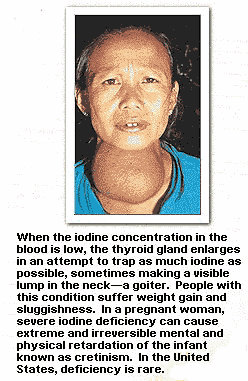 When the iodine concentration in the
blood is low, the thyroid gland enlarges
in an attempt to trap as much iodine as
possible, sometimes making a visible
lump in the neck—a goiter.  People with
this condition suffer weight gain and
sluggishness.  In a pregnant woman,
severe iodine deficiency can cause
extreme and irreversible mental and
physical retardation of the infant
known as cretinism.  In the United
States, deficiency is rare.